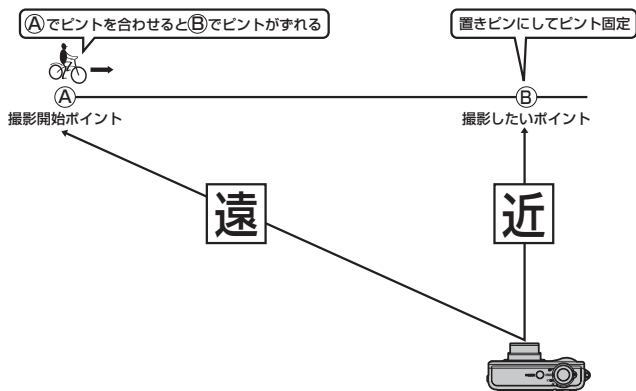 Ⓐでピントを合わせるとⒷでピントがずれる
置きピンにしてピント固定
Ⓐ
Ⓑ
撮影開始ポイント
撮影したいポイント
遠
近